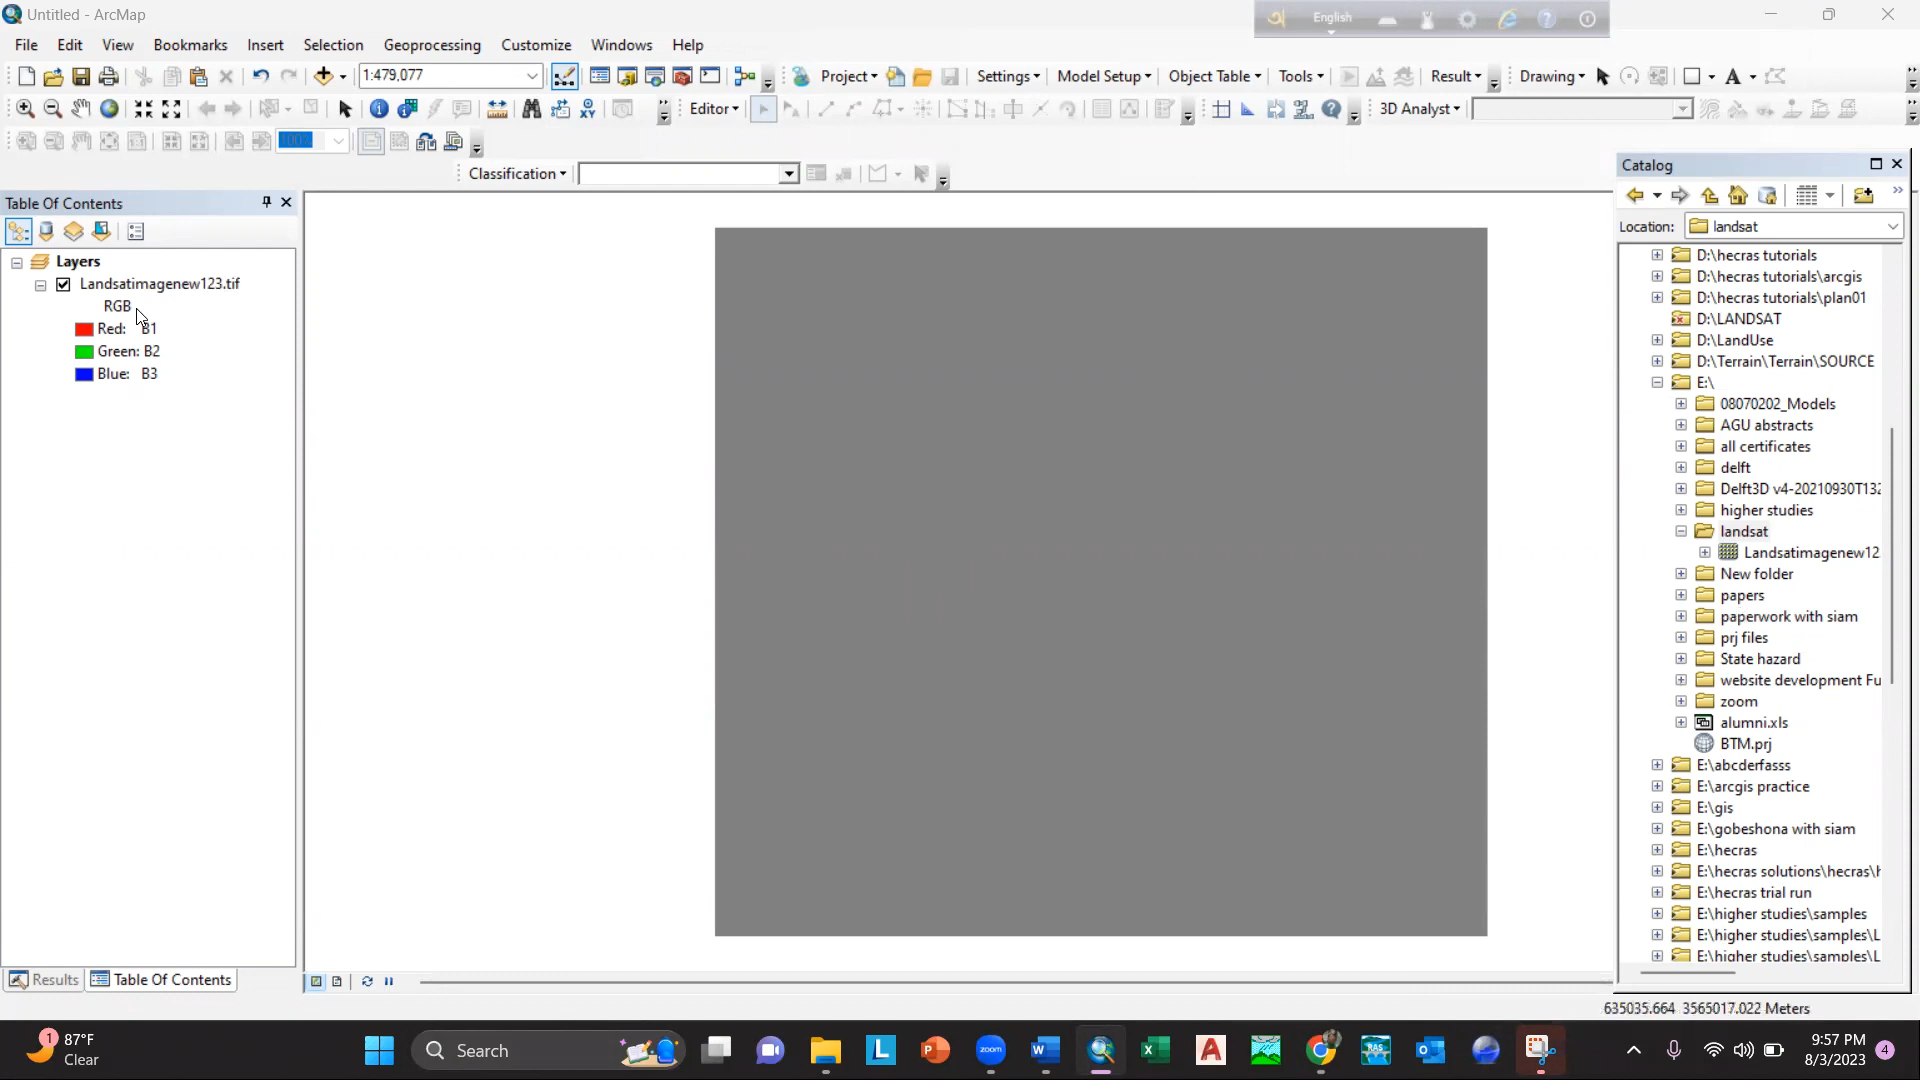 Untitled - ArcMap
English
File Edit View Bookmarks Insert Selection Geoprocessing Customize Windows Help
1:479,077 Project Settings Model Setup Object Table Tools Result Drawing A
Editor 3D Analyst
100%
Classification
Table Of Contents
Layers
Landsatimagenew123.tif
RGB
Red: B1
Green: B2
Blue: B3
Results Table Of Contents
Catalog
Location: landsat
D:\hecras tutorials
D:\hecras tutorials\arcgis
D:\hecras tutorials\plan01
D:\LANDSAT
D:\LandUse
D:\Terrain\Terrain\SOURCE
E:\
08070202_Models
AGU abstracts
all certificates
delft
Delft3D v4-20210930T132
higher studies
landsat
Landsatimagenew12
New folder
papers
paperwork with siam
prj files
State hazard
website development Fu
zoom
alumni.xls
BTM.prj
E:\abcderfasss
E:\arcgis practice
E:\gis
E:\gobeshona with siam
E:\hecras
E:\hecras solutions\hecras\h
E:\hecras trial run
E:\higher studies\samples
E:\higher studies\samples\L
E:\higher studies\samples\L
635035.664 3565017.022 Meters
1
87°F
Clear
Search
L
P
zoom
W
X
A
RAS
9:57 PM
8/3/2023
4